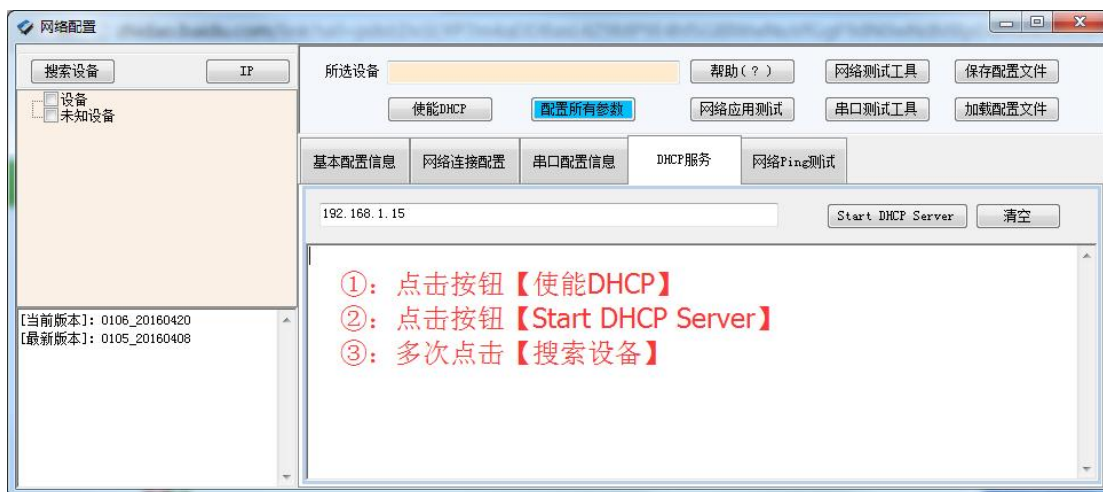 网络配置
搜索设备 IP
设备
未知设备
[当前版本]：0106_20160420
[最新版本]：0105_20160408
所选设备 帮助(？) 网络测试工具 保存配置文件
使能DHCP 配置所有参数 网络应用测试 串口测试工具 加载配置文件
基本配置信息 网络连接配置 串口配置信息 DHCP服务 网络Ping测试
192.168.1.15 Start DHCP Server 清空
①：点击按钮【使能DHCP】
②：点击按钮【Start DHCP Server】
③：多次点击【搜索设备】